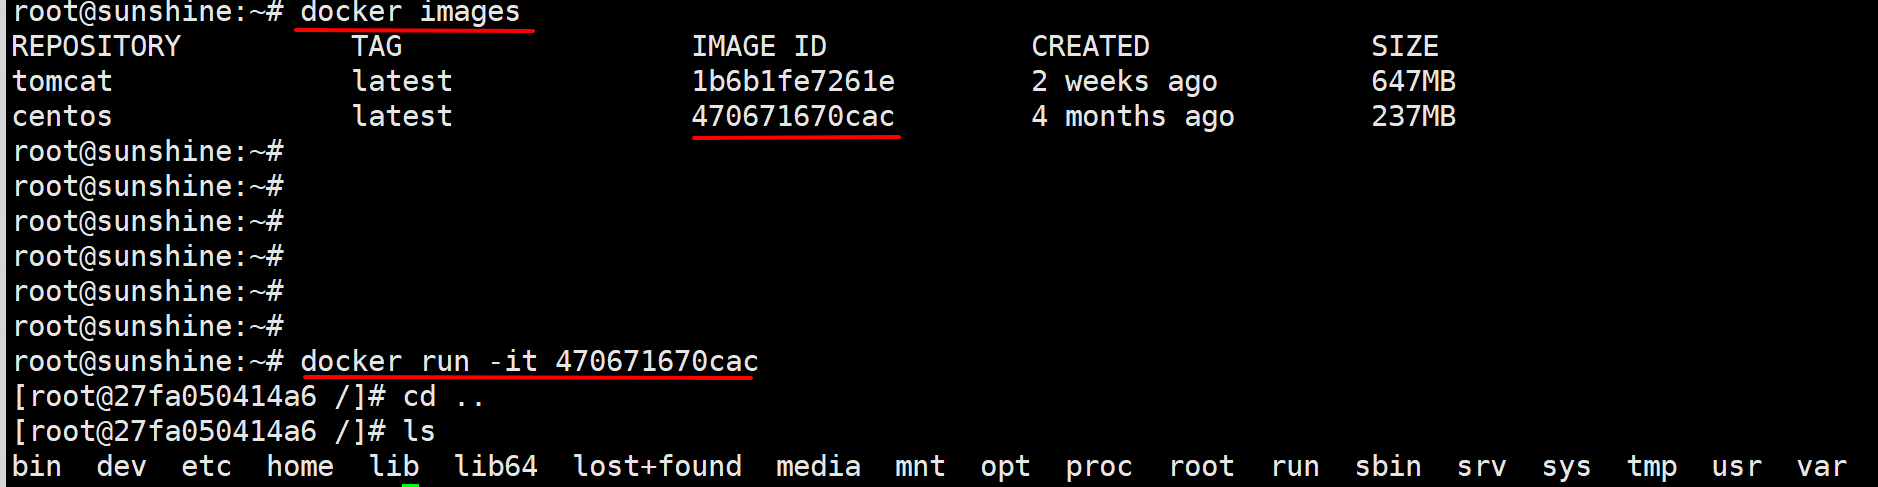 root@sunshine:~# docker images
REPOSITORY          TAG                 IMAGE ID            CREATED             SIZE
tomcat              latest              1b6b1fe7261e        2 weeks ago         647MB
centos              latest              470671670cac        4 months ago        237MB
root@sunshine:~#
root@sunshine:~#
root@sunshine:~#
root@sunshine:~#
root@sunshine:~#
root@sunshine:~#
root@sunshine:~# docker run -it 470671670cac
[root@27fa050414a6 /]# cd ..
[root@27fa050414a6 /]# ls
bin  dev  etc  home  lib  lib64  lost+found  media  mnt  opt  proc  root  run  sbin  srv  sys  tmp  usr  var